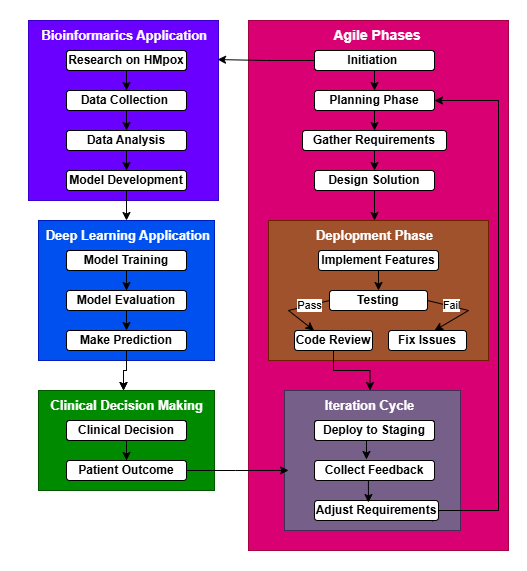 Bioinformarics Application
Research on HMpox
Data Collection
Data Analysis
Model Development
Deep Learning Application
Model Training
Model Evaluation
Make Prediction
Clinical Decision Making
Clinical Decision
Patient Outcome
Agile Phases
Initiation
Planning Phase
Gather Requirements
Design Solution
Deplopment Phase
Implement Features
Testing
Pass
Fail
Code Review
Fix Issues
Iteration Cycle
Deploy to Staging
Collect Feedback
Adjust Requirements